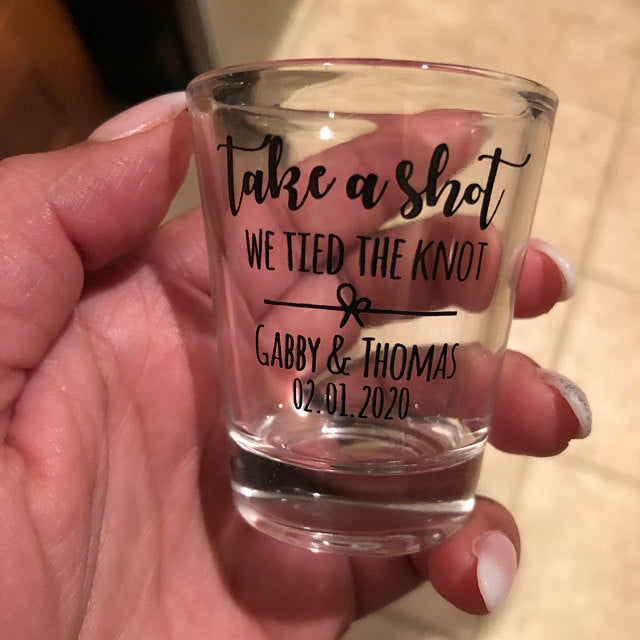 take a shot
WE TIED THE KNOT
GABBY & THOMAS
02.01.2020